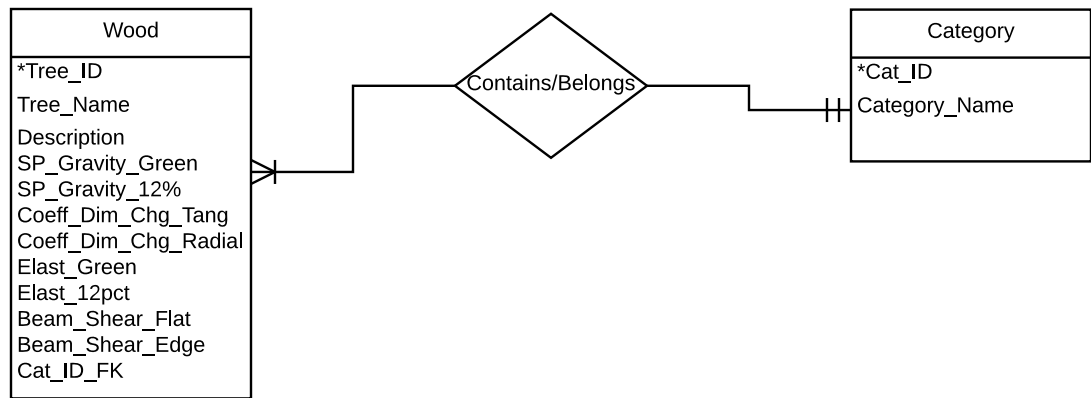 Wood
*Tree_ID
Tree_Name
Description
SP_Gravity_Green
SP_Gravity_12%
Coeff_Dim_Chg_Tang
Coeff_Dim_Chg_Radial
Elast_Green
Elast_12pct
Beam_Shear_Flat
Beam_Shear_Edge
Cat_ID_FK
Contains/Belongs
Category
*Cat_ID
Category_Name